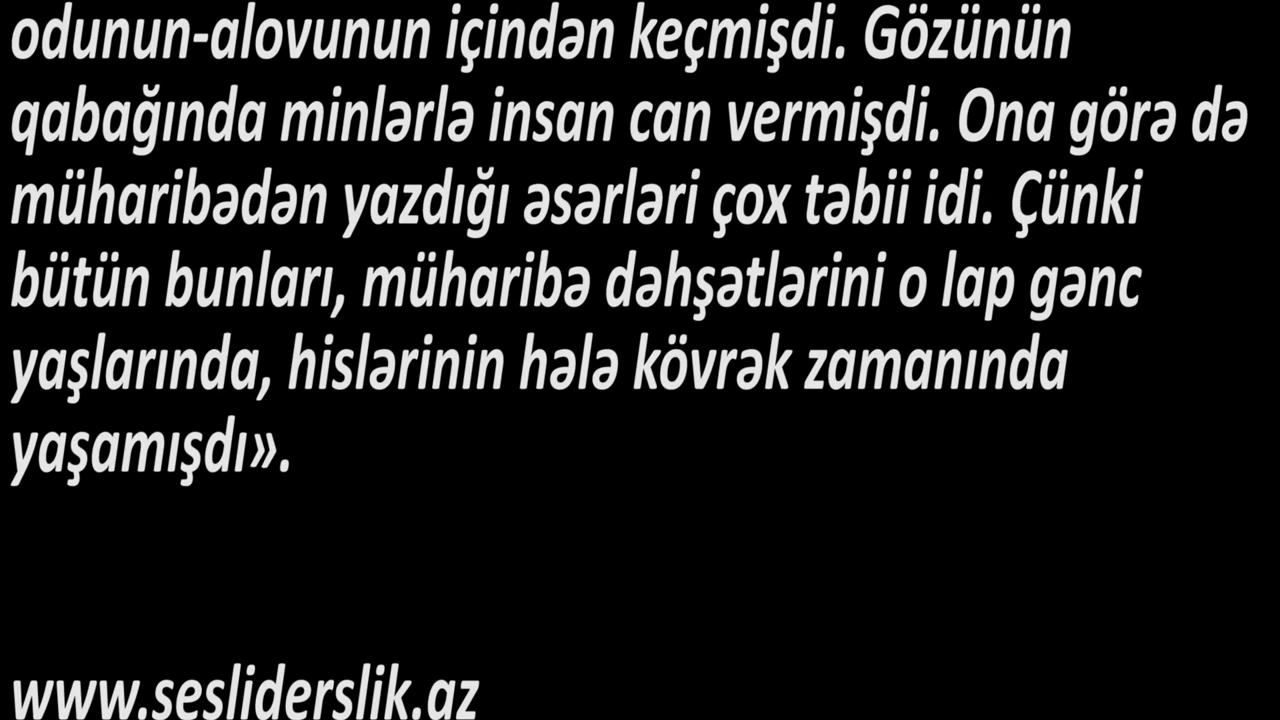 odunun-alovunun içindən keçmişdi. Gözünün
qabağında minlərlə insan can vermişdi. Ona görə də
müharibədən yazdığı əsərləri çox təbii idi. Çünki
bütün bunları, müharibə dəhşətlərini o lap gənc
yaşlarında, hislərinin hələ kövrək zamanında
yaşamışdı».
www.sesliderslik.az